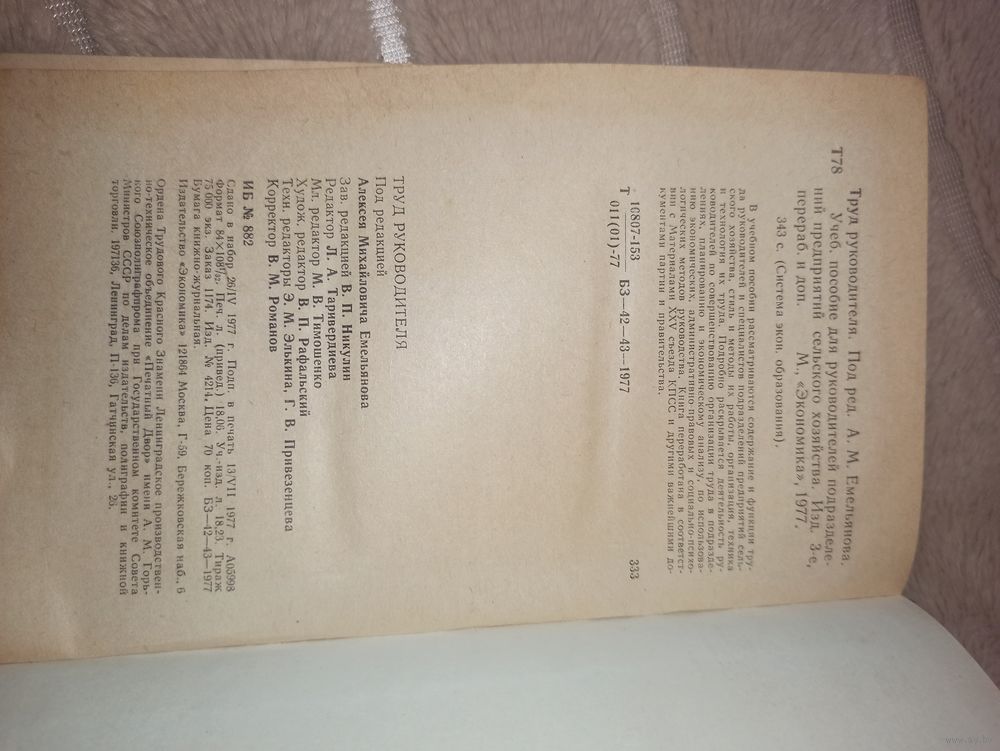 Т78
Труд руководителя. Под ред. А. М. Емельянова.
Учеб. пособие для руководителей подразделе-
ний предприятий сельского хозяйства. Изд. 3-е,
перераб. и доп. М., «Экономика», 1977.
343 с. (Система экон. образования).
В учебном пособии рассматриваются содержание и функции тру-
да руководителей и специалистов подразделений предприятий сель-
ского хозяйства, стиль и методы их работы, организация, техника
и технология их труда. Подробно раскрывается деятельность ру-
ководителей по совершенствованию организации труда в подразде-
лениях, планированию и экономическому анализу, по использова-
нию экономических, административно-правовых и социально-психо-
логических методов руководства. Книга переработана в соответст-
вии с Материалами XXV съезда КПСС и другими важнейшими до-
кументами партии и правительства.
Т 10807-153 БЗ—42—43—1977 333
011(01)-77
ТРУД РУКОВОДИТЕЛЯ
Под редакцией
Алексея Михайловича Емельянова
Зав. редакцией В. П. Никулин
Редактор Л. А. Таривердиева
Мл. редактор М. В. Тимошенко
Худож. редактор В. П. Рафальский
Техн. редакторы Э. М. Элькина, Г. В. Привезенцева
Корректор В. М. Романов
ИБ № 882
Сдано в набор 26/IV 1977 г. Подп. в печать 13/VII 1977 г. А05998
Формат 84×108¹/₃₂. Печ. л. (привед.) 18,06. Уч.-изд. л. 18,23. Тираж
75 000 экз. Заказ 1174. Изд. № 4214. Цена 70 коп. БЗ—42—43—1977
Бумага книжно-журнальная.
Издательство «Экономика» 121864 Москва, Г-59, Бережковская наб., 6
Ордена Трудового Красного Знамени Ленинградское производствен-
но-техническое объединение «Печатный Двор» имени А. М. Горь-
кого Союзполиграфпрома при Государственном комитете Совета
Министров СССР по делам издательств, полиграфии и книжной
торговли. 197136, Ленинград, П-136, Гатчинская ул., 26.